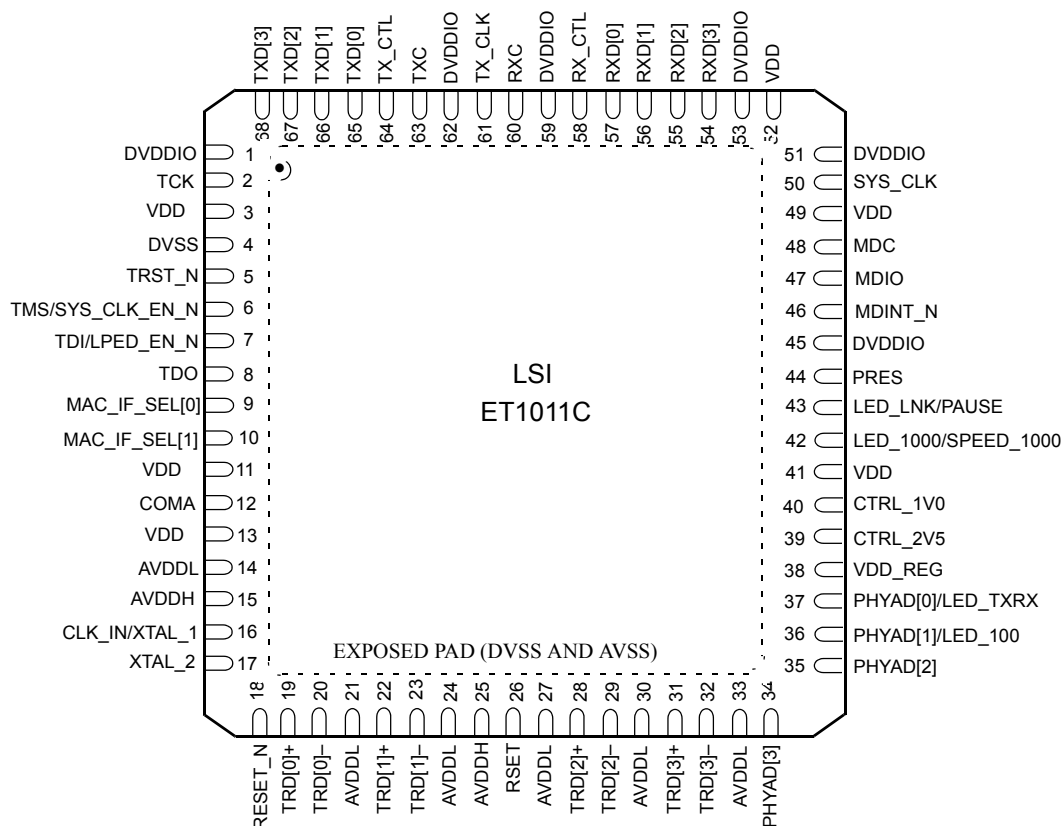 TXD[3]
TXD[2]
TXD[1]
TXD[0]
TX_CTL
TXC
DVDDIO
TX_CLK
RXC
DVDDIO
RX_CTL
RXD[0]
RXD[1]
RXD[2]
RXD[3]
DVDDIO
VDD
68
67
66
65
64
63
62
61
60
59
58
57
56
55
54
53
52
DVDDIO 1
TCK 2
VDD 3
DVSS 4
TRST_N 5
TMS/SYS_CLK_EN_N 6
TDI/LPED_EN_N 7
TDO 8
MAC_IF_SEL[0] 9
MAC_IF_SEL[1] 10
VDD 11
COMA 12
VDD 13
AVDDL 14
AVDDH 15
CLK_IN/XTAL_1 16
XTAL_2 17
LSI
ET1011C
EXPOSED PAD (DVSS AND AVSS)
51 DVDDIO
50 SYS_CLK
49 VDD
48 MDC
47 MDIO
46 MDINT_N
45 DVDDIO
44 PRES
43 LED_LNK/PAUSE
42 LED_1000/SPEED_1000
41 VDD
40 CTRL_1V0
39 CTRL_2V5
38 VDD_REG
37 PHYAD[0]/LED_TXRX
36 PHYAD[1]/LED_100
35 PHYAD[2]
18
19
20
21
22
23
24
25
26
27
28
29
30
31
32
33
34
RESET_N
TRD[0]+
TRD[0]–
AVDDL
TRD[1]+
TRD[1]–
AVDDL
AVDDH
RSET
AVDDL
TRD[2]+
TRD[2]–
AVDDL
TRD[3]+
TRD[3]–
AVDDL
PHYAD[3]